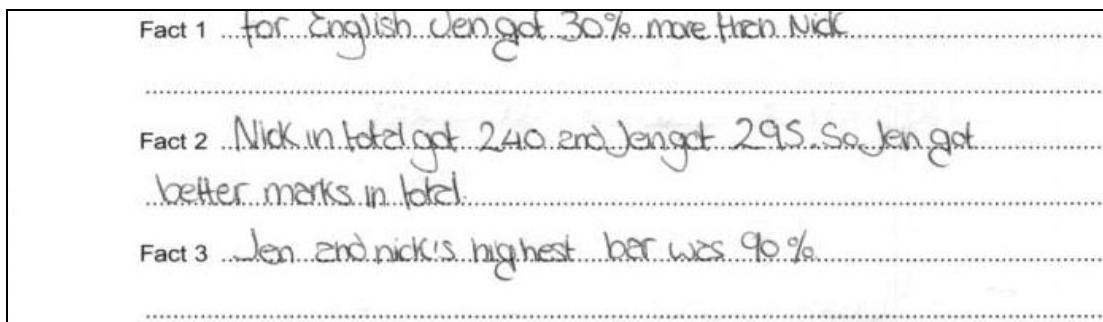 Fact 1 for English Jen got 30% more then Nick
Fact 2 Nick in total got 240 and Jen got 295. So Jen got
better marks in total.
Fact 3 Jen and nick's highest bar was 90%